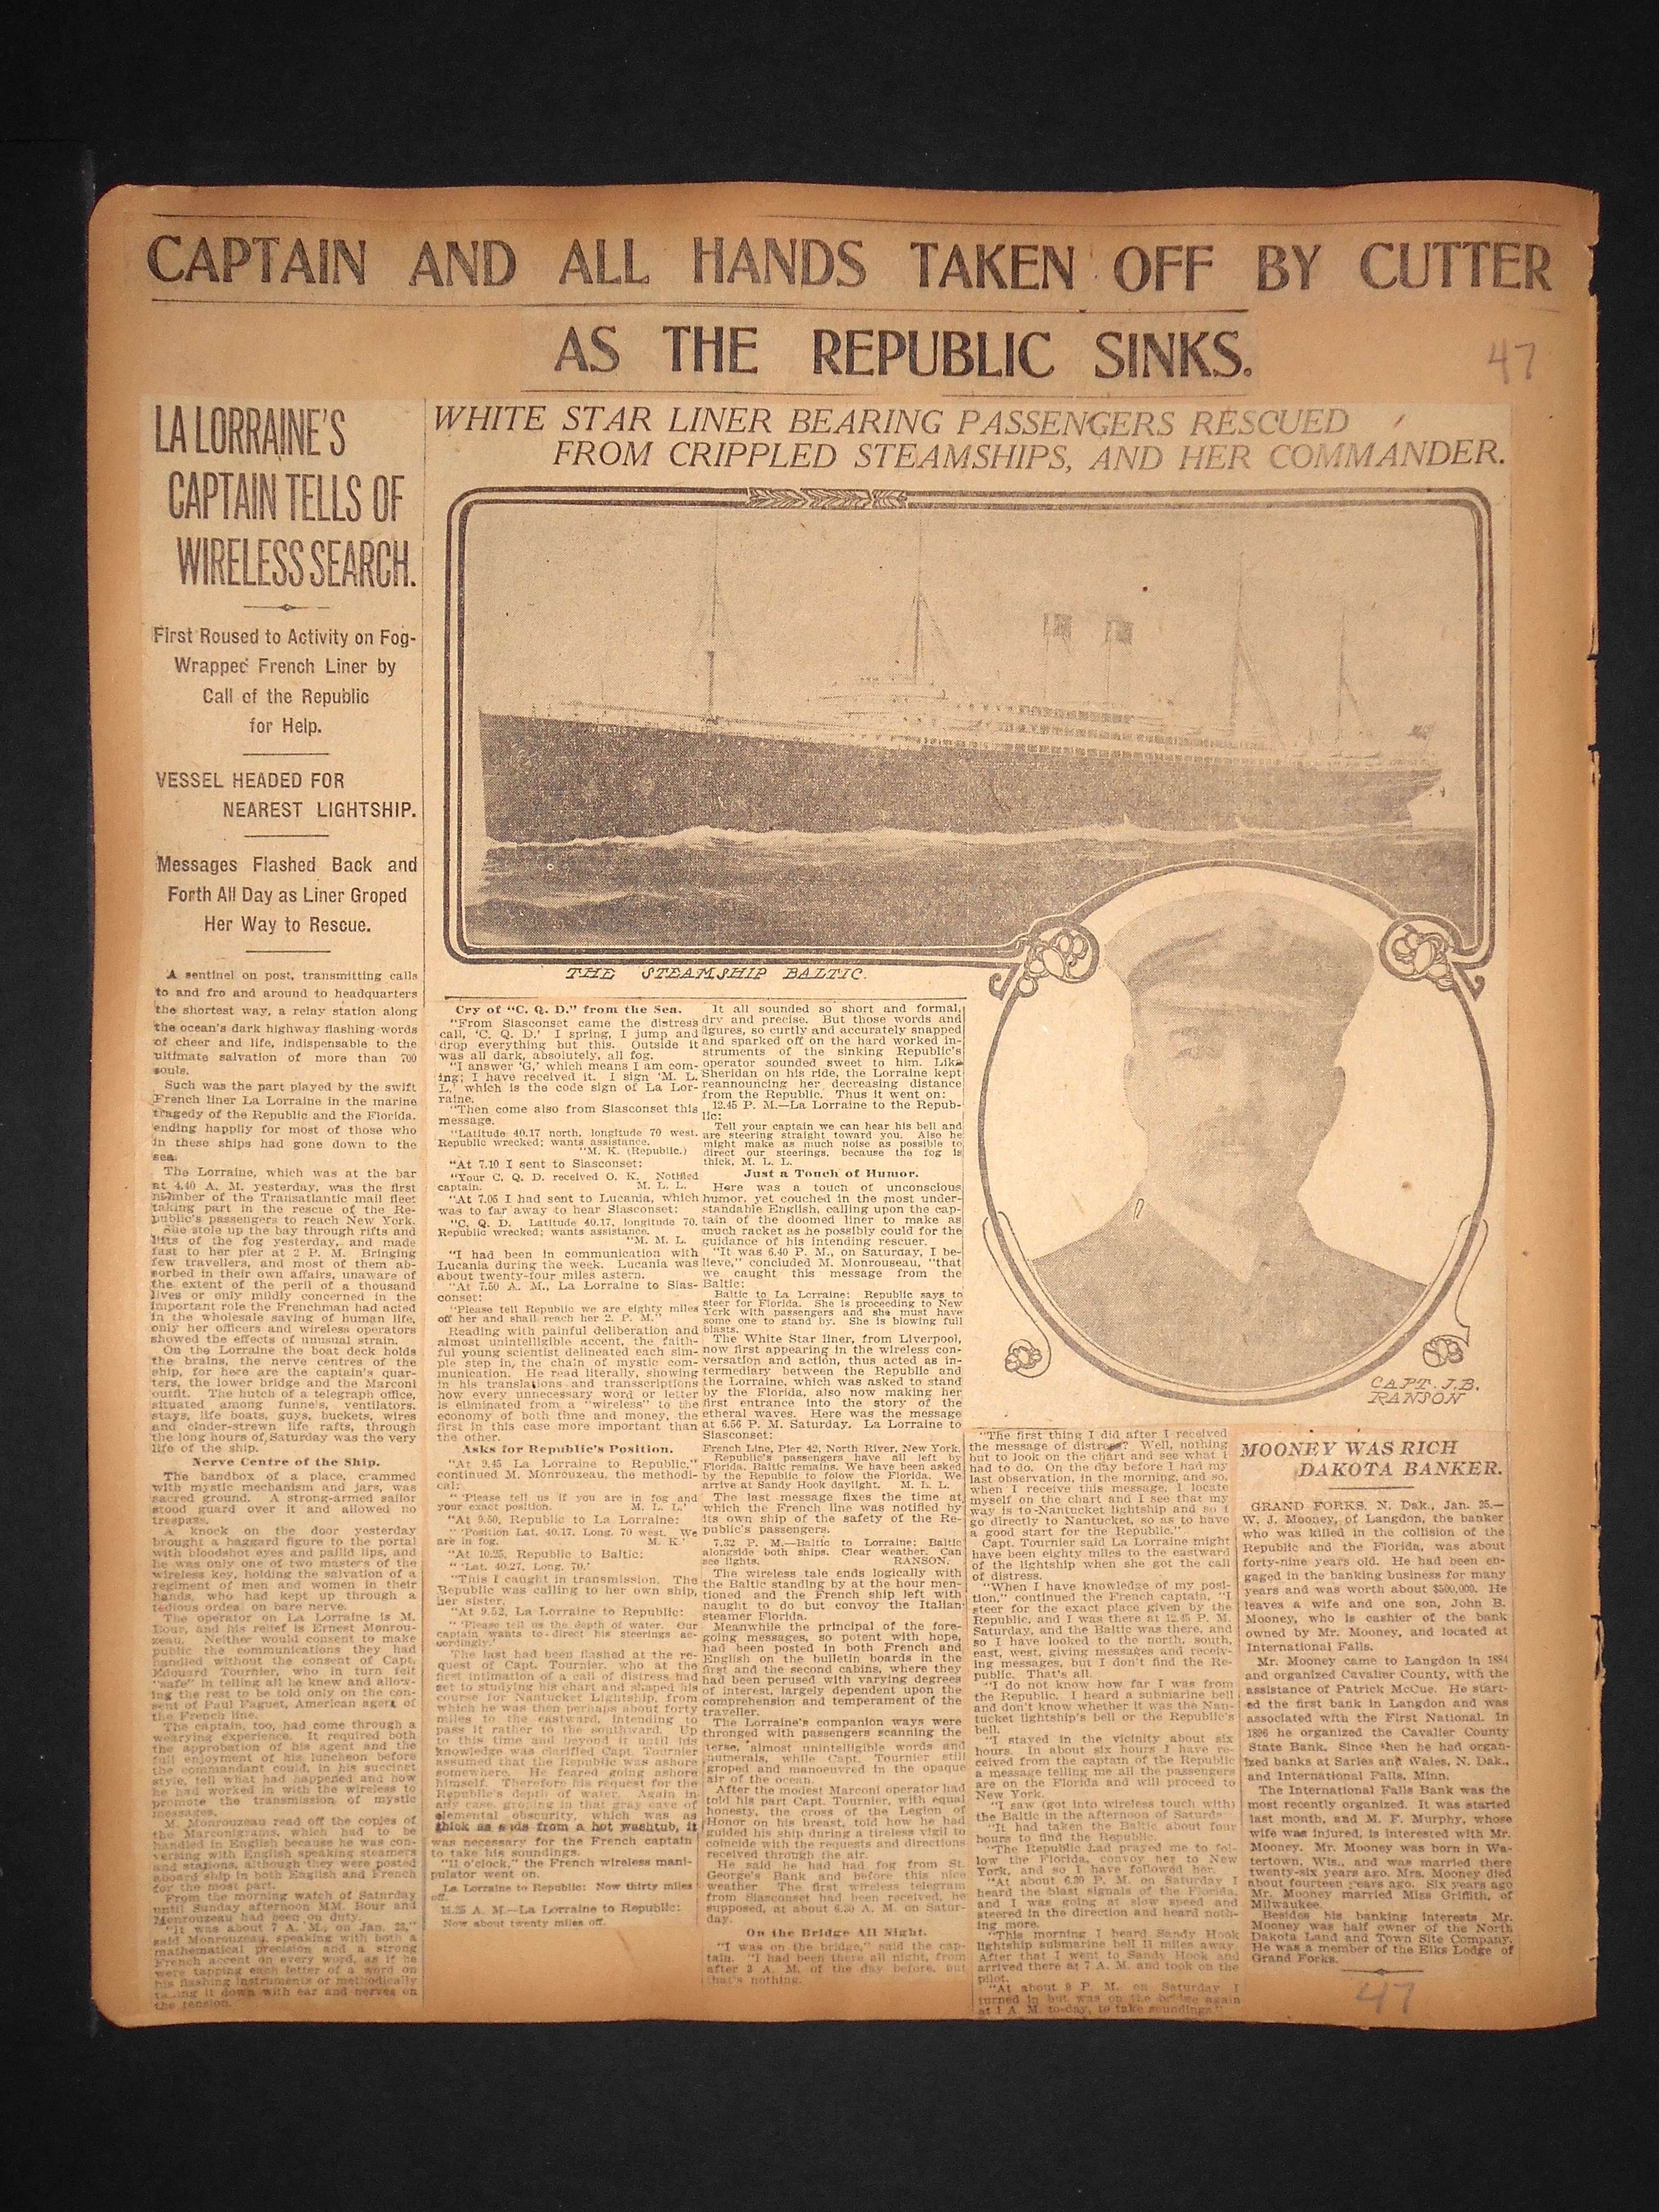 CAPTAIN AND ALL HANDS TAKEN OFF BY CUTTER
AS THE REPUBLIC SINKS.
47
LA LORRAINE'S
CAPTAIN TELLS OF
WIRELESS SEARCH.
First Roused to Activity on Fog-
Wrapped French Liner by
Call of the Republic
for Help.
VESSEL HEADED FOR
NEAREST LIGHTSHIP.
Messages Flashed Back and
Forth All Day as Liner Groped
Her Way to Rescue.
A sentinel on post, transmitting calls
to and fro and around to headquarters
the shortest way, a relay station along
the ocean's dark highway flashing words
of cheer and life, indispensable to the
ultimate salvation of more than 700
souls.
Such was the part played by the swift
French liner La Lorraine in the marine
tragedy of the Republic and the Florida,
ending happily for most of those who
in these ships had gone down to the
sea.
The Lorraine, which was at the bar
at 4.40 A. M. yesterday, was the first
number of the Transatlantic mail fleet
taking part in the rescue of the Re-
public's passengers to reach New York.
She stole up the bay through rifts and
lifts of the fog yesterday, and made
fast to her pier at 2 P. M. Bringing
few travellers, and most of them ab-
sorbed in their own affairs, unaware of
the extent of the peril of a thousand
lives or only mildly concerned in the
important role the Frenchman had acted
in the wholesale saving of human life,
only her officers and wireless operators
showed the effects of unusual strain.
On the Lorraine the boat deck holds
the brains, the nerve centres of the
ship, for here are the captain's quar-
ters, the lower bridge and the Marconi
outfit. The hutch of a telegraph office,
situated among funnels, ventilators,
stays, life boats, guys, buckets, wires
and cinder-strewn life rafts, through
the long hours of Saturday was the very
life of the ship.
Nerve Centre of the Ship.
The bandbox of a place, crammed
with mystic mechanism and jars, was
sacred ground. A strong-armed sailor
stood guard over it and allowed no
trespass.
A knock on the door yesterday
brought a haggard figure to the portal
with bloodshot eyes and pallid lips, and
he was only one of two masters of the
wireless key, holding the salvation of a
regiment of men and women in their
hands, who had kept up through a
tedious ordeal on bare nerve.
The operator on La Lorraine is M.
Bour, and his relief is Ernest Monrou-
zeau. Neither would consent to make
public the communications they had
handled without the consent of Capt.
Edouard Tournier, who in turn felt
"safe" in telling all he knew and allow-
ing the rest to be told only on the con-
sent of Paul Faguet, American agent of
the French line.
The captain, too, had come through a
wearying experience. It required both
the approbation of his agent and the
full enjoyment of his luncheon before
the commandant could, in his succinct
style, tell what had happened and how
he had worked in with the wireless to
promote the transmission of mystic
messages.
M. Monrouzeau read off the copies of
the Marconigrams, which had to be
handled in English because he was con-
versing with English speaking steamers
and stations, although they were posted
aboard ship in both English and French
for the most part.
From the morning watch of Saturday
until Sunday afternoon MM. Bour and
Monrouzeau had been on duty.
"It was about 7 A. M., on Jan. 23,"
said Monrouzeau, speaking with both a
mathematical precision and a strong
French accent on every word, as if he
were tapping each letter of a word on
his flashing instruments or methodically
taking it down with ear and nerves on
the tension.
WHITE STAR LINER BEARING PASSENGERS RESCUED
FROM CRIPPLED STEAMSHIPS, AND HER COMMANDER.
THE STEAMSHIP BALTIC.
CAPT. J.B.
RANSON
Cry of "C. Q. D." from the Sea.
"From Siasconset came the distress
call, 'C. Q. D.' I spring, I jump and
drop everything but this. Outside it
was all dark, absolutely, all fog.
"I answer 'G,' which means I am com-
ing; I have received it. I sign 'M. L.
L.' which is the code sign of La Lor-
raine.
"Then come also from Siasconset this
message.
"Latitude 40.17 north, longitude 70 west.
Republic wrecked; wants assistance.
"M. K. (Republic.)
"At 7.10 I sent to Siasconset:
"Your C. Q. D. received O. K. Notified
captain. M. L. L.
"At 7.05 I had sent to Lucania, which
was to far away to hear Siasconset:
"C. Q. D. Latitude 40.17, longitude 70.
Republic wrecked; wants assistance.
"M. M. L.
"I had been in communication with
Lucania during the week. Lucania was
about twenty-four miles astern.
"At 7.50 A. M., La Lorraine to Sias-
conset:
"Please tell Republic we are eighty miles
off her and shall reach her 2. P. M."
Reading with painful deliberation and
almost unintelligible accent, the faith-
ful young scientist delineated each sim-
ple step in the chain of mystic com-
munication. He read literally, showing
in his translations and transscriptions
how every unnecessary word or letter
is eliminated from a "wireless" to the
economy of both time and money, the
first in this case more important than
the other.
Asks for Republic's Position.
"At 9.45 La Lorraine to Republic,"
continued M. Monrouzeau, the methodi-
cal:
"'Please tell us if you are in fog and
your exact position. M. L. L.'
"At 9.50, Republic to La Lorraine:
"'Position Lat. 40.17. Long. 70 west. We
are in fog. M. K.'
"At 10.25, Republic to Baltic:
"'Lat. 40.27, Long. 70.'
"This I caught in transmission. The
Republic was calling to her own ship,
her sister.
"At 9.52, La Lorraine to Republic:
"'Please tell us the depth of water. Our
captain wants to direct his steerings ac-
cordingly.'
The last had been flashed at the re-
quest of Capt. Tournier, who at the
first intimation of a call of distress had
set to studying his chart and shaped his
course for Nantucket Lightship, from
which he was then perhaps about forty
miles to the eastward, intending to
pass it rather to the southward. Up
to this time and beyond it until his
knowledge was clarified Capt. Tournier
assumed that the Republic was ashore
somewhere. He feared going ashore
himself. Therefore his request for the
Republic's depth of water. Again in
any case, groping in that gray cave of
elemental obscurity, which was as
thick as suds from a hot washtub, it
was necessary for the French captain
to take his soundings.
"11 o'clock," the French wireless mani-
pulator went on.
La Lorraine to Republic: Now thirty miles
off.
11.25 A. M.—La Lorraine to Republic:
Now about twenty miles off.
It all sounded so short and formal,
dry and precise. But those words and
figures, so curtly and accurately snapped
and sparked off on the hard worked in-
struments of the sinking Republic's
operator sounded sweet to him. Like
Sheridan on his ride, the Lorraine kept
reannouncing her decreasing distance
from the Republic. Thus it went on:
12.45 P. M.—La Lorraine to the Repub-
lic:
Tell your captain we can hear his bell and
are steering straight toward you. Also he
might make as much noise as possible to
direct our steerings, because the fog is
thick, M. L. L.
Just a Touch of Humor.
Here was a touch of unconscious
humor, yet couched in the most under-
standable English, calling upon the cap-
tain of the doomed liner to make as
much racket as he possibly could for the
guidance of his intending rescuer.
"It was 6.40 P. M., on Saturday, I be-
lieve," concluded M. Monrouseau, "that
we caught this message from the
Baltic:
Baltic to La Lorraine: Republic says to
steer for Florida. She is proceeding to New
York with passengers and she must have
some one to stand by. She is blowing full
blasts.
The White Star liner, from Liverpool,
now first appearing in the wireless con-
versation and action, thus acted as in-
termediary between the Republic and
the Lorraine, which was asked to stand
by the Florida, also now making her
first entrance into the story of the
etheral waves. Here was the message
at 6.56 P. M. Saturday. La Lorraine to
Siasconset:
French Line, Pier 42, North River, New York.
Republic's passengers have all left by
Florida. Baltic remains. We have been asked
by the Republic to folow the Florida. We
arrive at Sandy Hook daylight. M. L. L.
The last message fixes the time at
which the French line was notified by
its own ship of the safety of the Re-
public's passengers.
7.32 P. M.—Baltic to Lorraine: Baltic
alongside both ships. Clear weather. Can
see lights. RANSON.
The wireless tale ends logically with
the Baltic standing by at the hour men-
tioned and the French ship left with
naught to do but convoy the Italian
steamer Florida.
Meanwhile the principal of the fore-
going messages, so potent with hope,
had been posted in both French and
English on the bulletin boards in the
first and the second cabins, where they
had been perused with varying degrees
of interest, largely dependent upon the
comprehension and temperament of the
traveller.
The Lorraine's companion ways were
thronged with passengers scanning the
terse, almost unintelligible words and
numerals, while Capt. Tournier still
groped and manoeuvred in the opaque
air of the ocean.
After the modest Marconi operator had
told his part Capt. Tournier, with equal
honesty, the cross of the Legion of
Honor on his breast, told how he had
guided his ship during a tireless vigil to
coincide with the requests and directions
received through the air.
He said he had had fog from St.
George's Bank and before this nice
weather. The first wireless telegram
from Siasconset had been received, he
supposed, at about 6.30 A. M. on Satur-
day.
On the Bridge All Night.
"I was on the bridge," said the cap-
tain. "I had been there all night, from
after 2 A. M. of the day before, but
that's nothing.
"The first thing I did after I received
the message of distress? Well, nothing
but to look on the chart and see what I
had to do. On the day before I had my
last observation, in the morning, and so,
when I receive this message, I locate
myself on the chart and I see that my
way is to Nantucket lightship and so I
go directly to Nantucket, so as to have
a good start for the Republic."
Capt. Tournier said La Lorraine might
have been eighty miles to the eastward
of the lightship when she got the call
of distress.
"When I have knowledge of my posi-
tion," continued the French captain, "I
steer for the exact place given by the
Republic, and I was there at 12.45 P. M.
Saturday, and the Baltic was there, and
so I have looked to the north, south,
east, west, giving messages and receiv-
ing messages, but I don't find the Re-
public. That's all.
"I do not know how far I was from
the Republic. I heard a submarine bell
and don't know whether it was the Nan-
tucket lightship's bell or the Republic's
bell.
"I stayed in the vicinity about six
hours. In about six hours I have re-
ceived from the captain of the Republic
a message telling me all the passengers
are on the Florida and will proceed to
New York.
"I saw (got into wireless touch with)
the Baltic in the afternoon of Saturday
"It had taken the Baltic about four
hours to find the Republic.
"The Republic had prayed me to fol-
low the Florida, convoy her to New
York, and so I have followed her.
"At about 6.30 P. M. on Saturday I
heard the blast signals of the Florida,
and I was going at slow speed and
steered in the direction and heard noth-
ing more.
"This morning I heard Sandy Hook
lightship submarine bell 11 miles away.
After that I went to Sandy Hook and
arrived there at 7 A. M. and took on the
pilot.
"At about 9 P. M. on Saturday I
turned in but was on the bridge again
at 1 A. M. to-day, to take soundings."
MOONEY WAS RICH
DAKOTA BANKER.
GRAND FORKS, N. Dak., Jan. 25.—
W. J. Mooney, of Langdon, the banker
who was killed in the collision of the
Republic and the Florida, was about
forty-nine years old. He had been en-
gaged in the banking business for many
years and was worth about $500,000. He
leaves a wife and one son, John B.
Mooney, who is cashier of the bank
owned by Mr. Mooney, and located at
International Falls.
Mr. Mooney came to Langdon in 1884
and organized Cavalier County, with the
assistance of Patrick McCue. He start-
ed the first bank in Langdon and was
associated with the First National. In
1896 he organized the Cavalier County
State Bank. Since then he had organ-
ized banks at Sarles and Wales, N. Dak.,
and International Falls, Minn.
The International Falls Bank was the
most recently organized. It was started
last month, and M. F. Murphy, whose
wife was injured, is interested with Mr.
Mooney. Mr. Mooney was born in Wa-
tertown, Wis., and was married there
twenty-six years ago. Mrs. Mooney died
about fourteen years ago. Six years ago
Mr. Mooney married Miss Griffith, of
Milwaukee.
Besides his banking interests Mr.
Mooney was half owner of the North
Dakota Land and Town Site Company.
He was a member of the Elks Lodge of
Grand Forks.
47